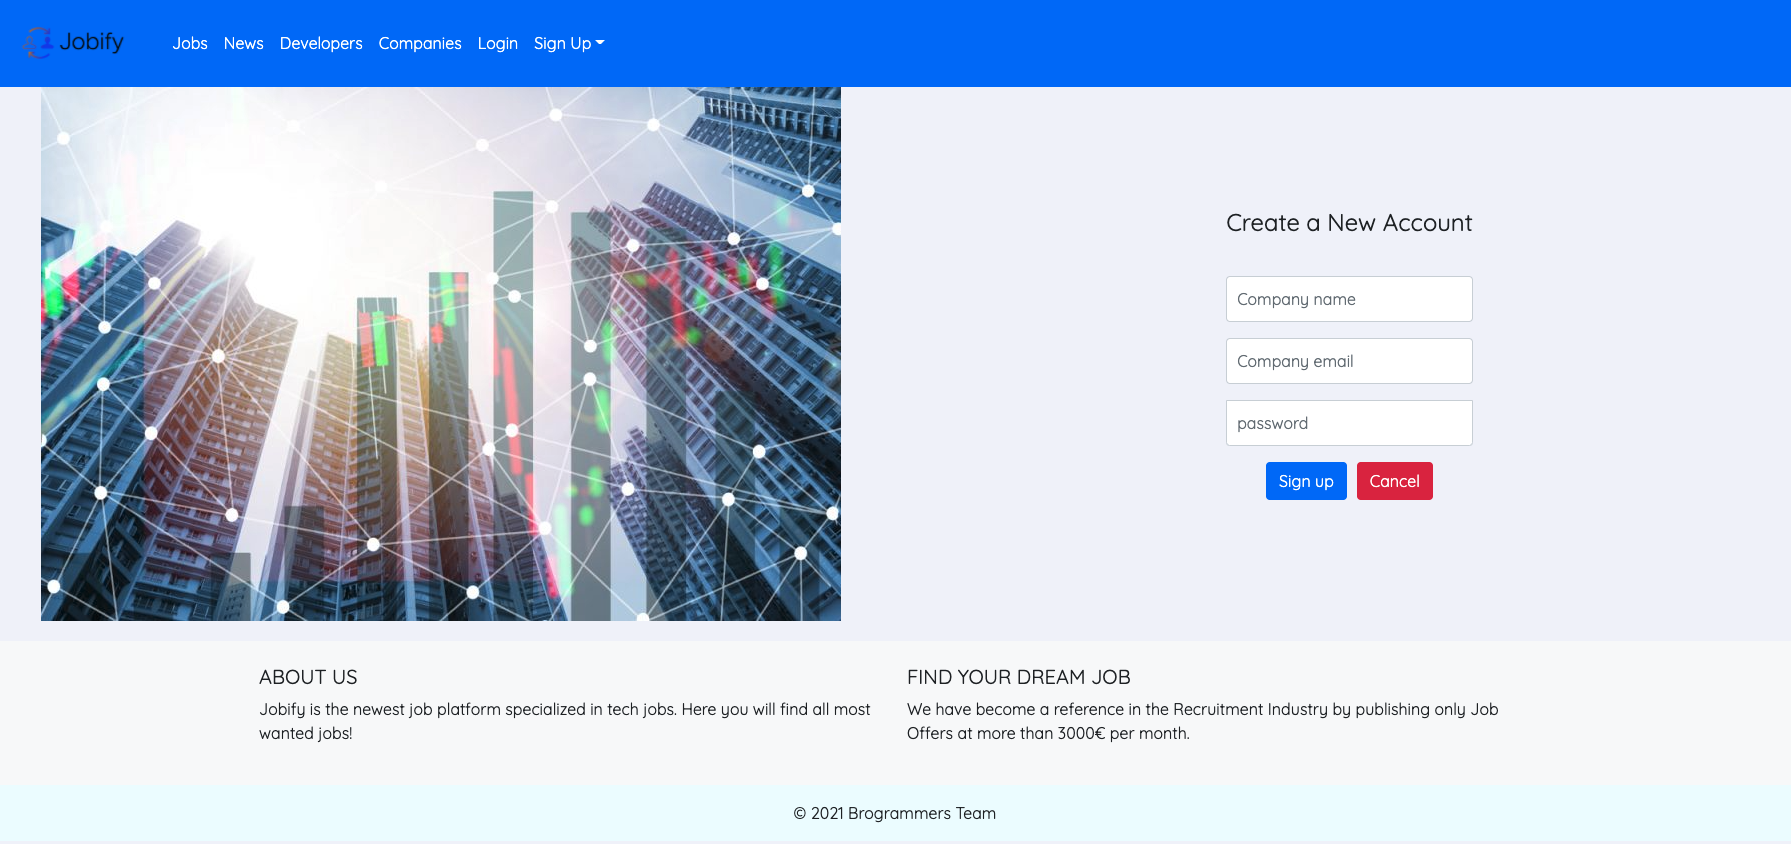 Jobify
Jobs News Developers Companies Login Sign Up
Create a New Account
Company name
Company email
password
Sign up Cancel
ABOUT US
Jobify is the newest job platform specialized in tech jobs. Here you will find all most
wanted jobs!
FIND YOUR DREAM JOB
We have become a reference in the Recruitment Industry by publishing only Job
Offers at more than 3000€ per month.
© 2021 Brogrammers Team